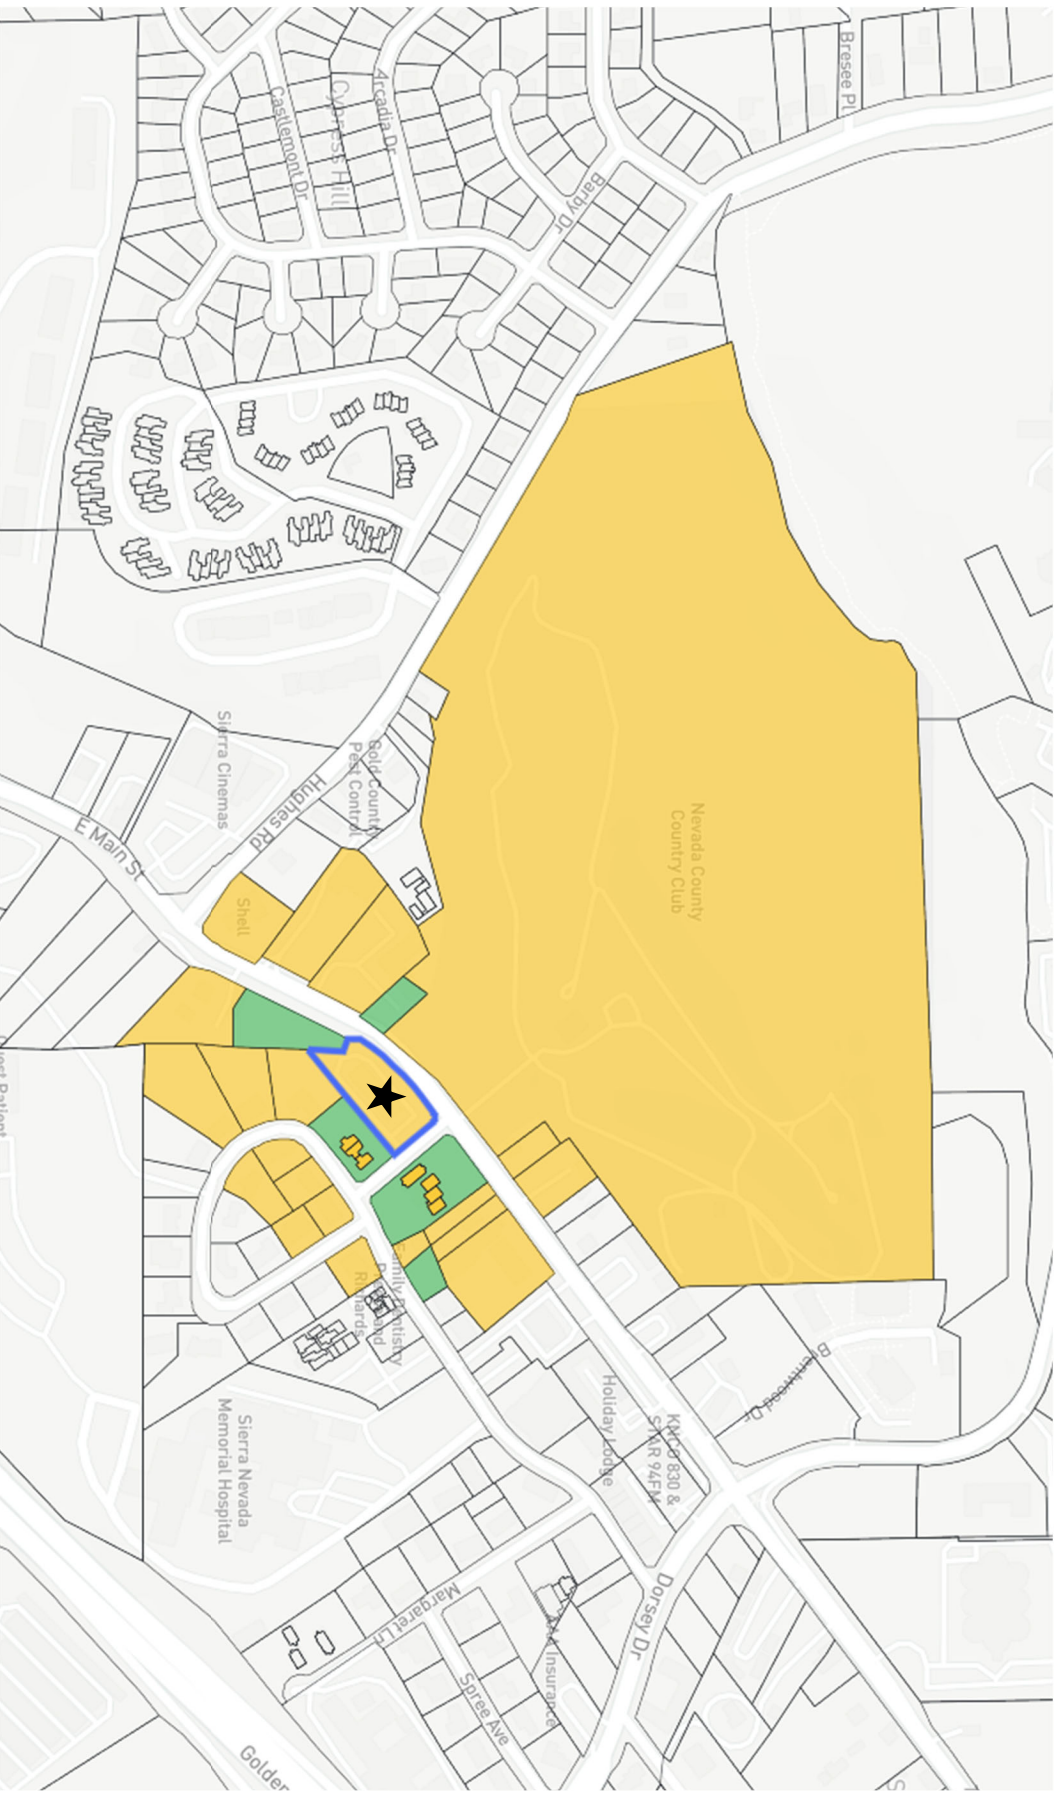 Bresee Pl
Castlemont Dr
Cypress Hill
Arcadia Dr
Barby Dr
Sierra Cinemas
Gold Country
Pest Control
Hughes Rd
E Main St
Nevada County
Country Club
Shell
Family Dentistry
Richards
Brentwood Dr
Holiday Lodge
KNCO 830 &
STAR 94FM
Sierra Nevada
Memorial Hospital
Margaret Ln
Dorsey Dr
AAA Insurance
Spree Ave
Golden